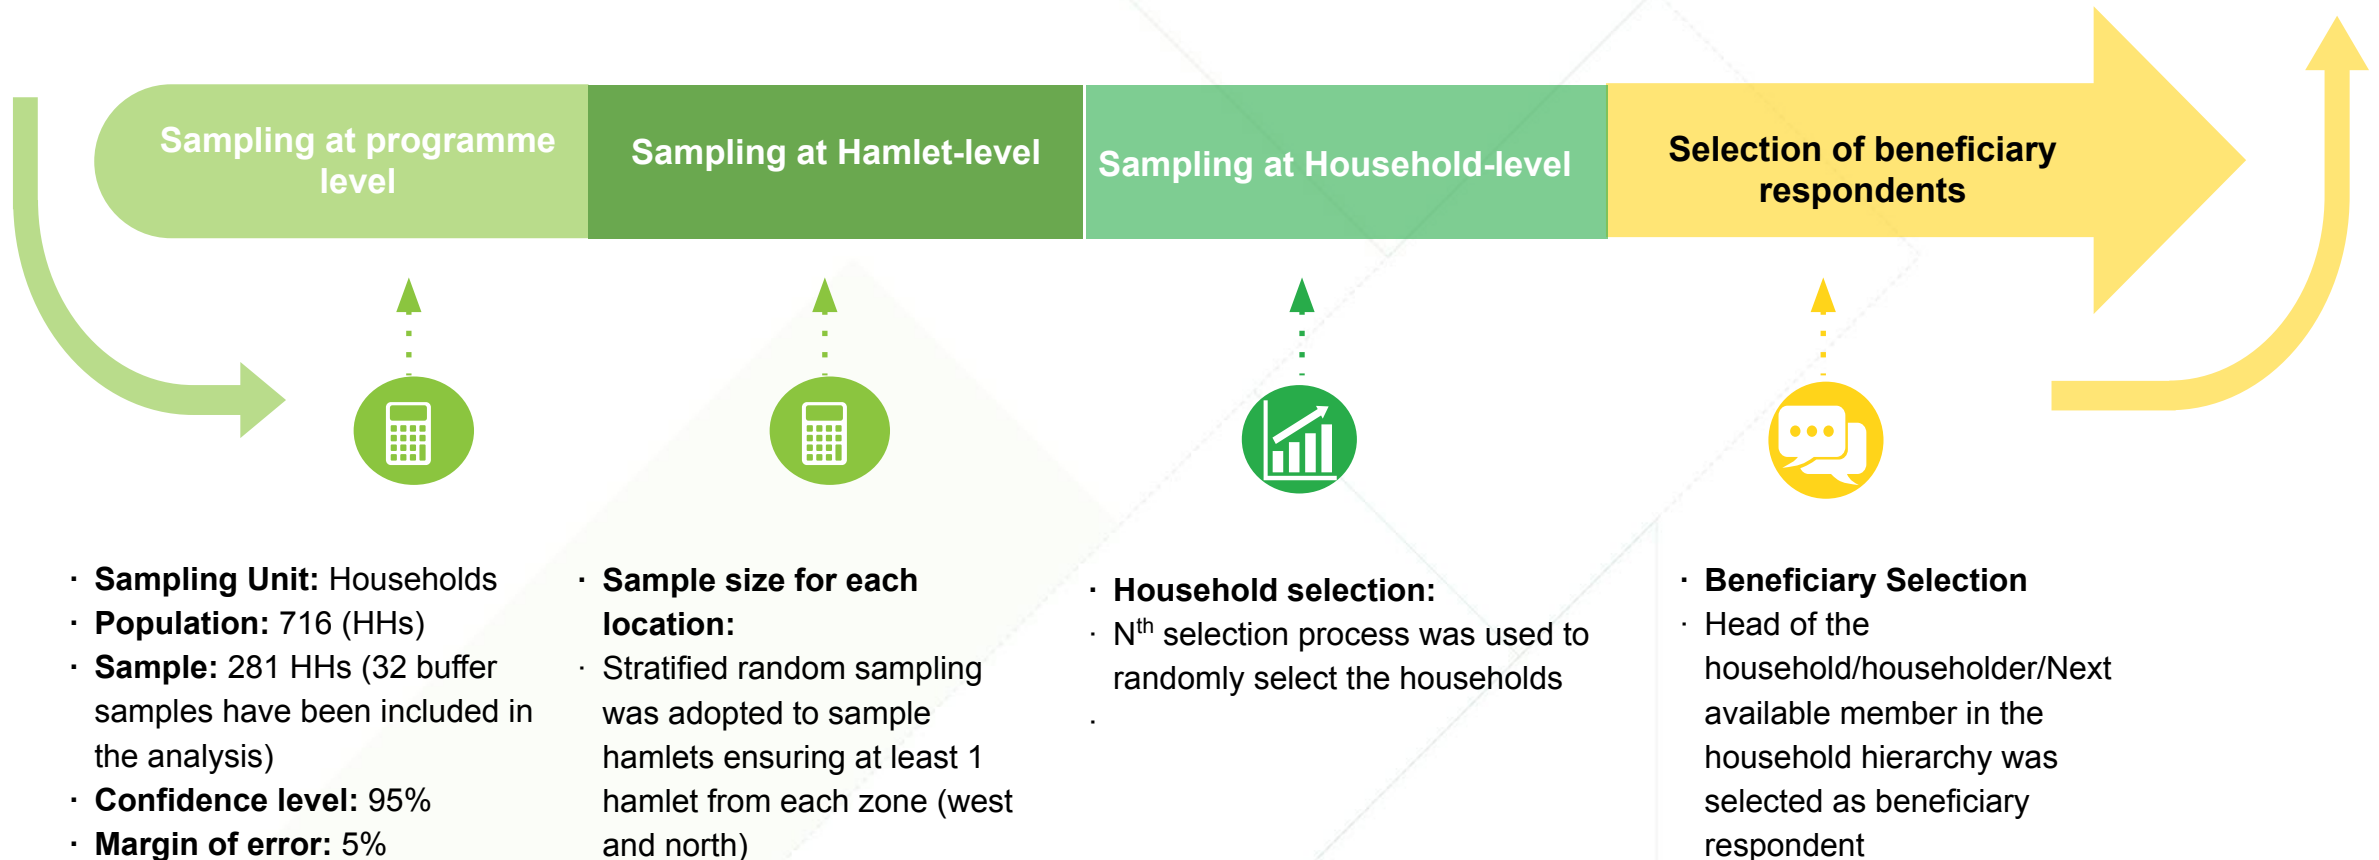 Sampling at programme
level
Sampling at Hamlet-level
Sampling at Household-level
Selection of beneficiary
respondents
· Sampling Unit: Households
· Population: 716 (HHs)
· Sample: 281 HHs (32 buffer
samples have been included in
the analysis)
· Confidence level: 95%
· Margin of error: 5%
· Sample size for each
location:
· Stratified random sampling
was adopted to sample
hamlets ensuring at least 1
hamlet from each zone (west
and north)
· Household selection:
· Nth selection process was used to
randomly select the households
·
· Beneficiary Selection
· Head of the
household/householder/Next
available member in the
household hierarchy was
selected as beneficiary
respondent